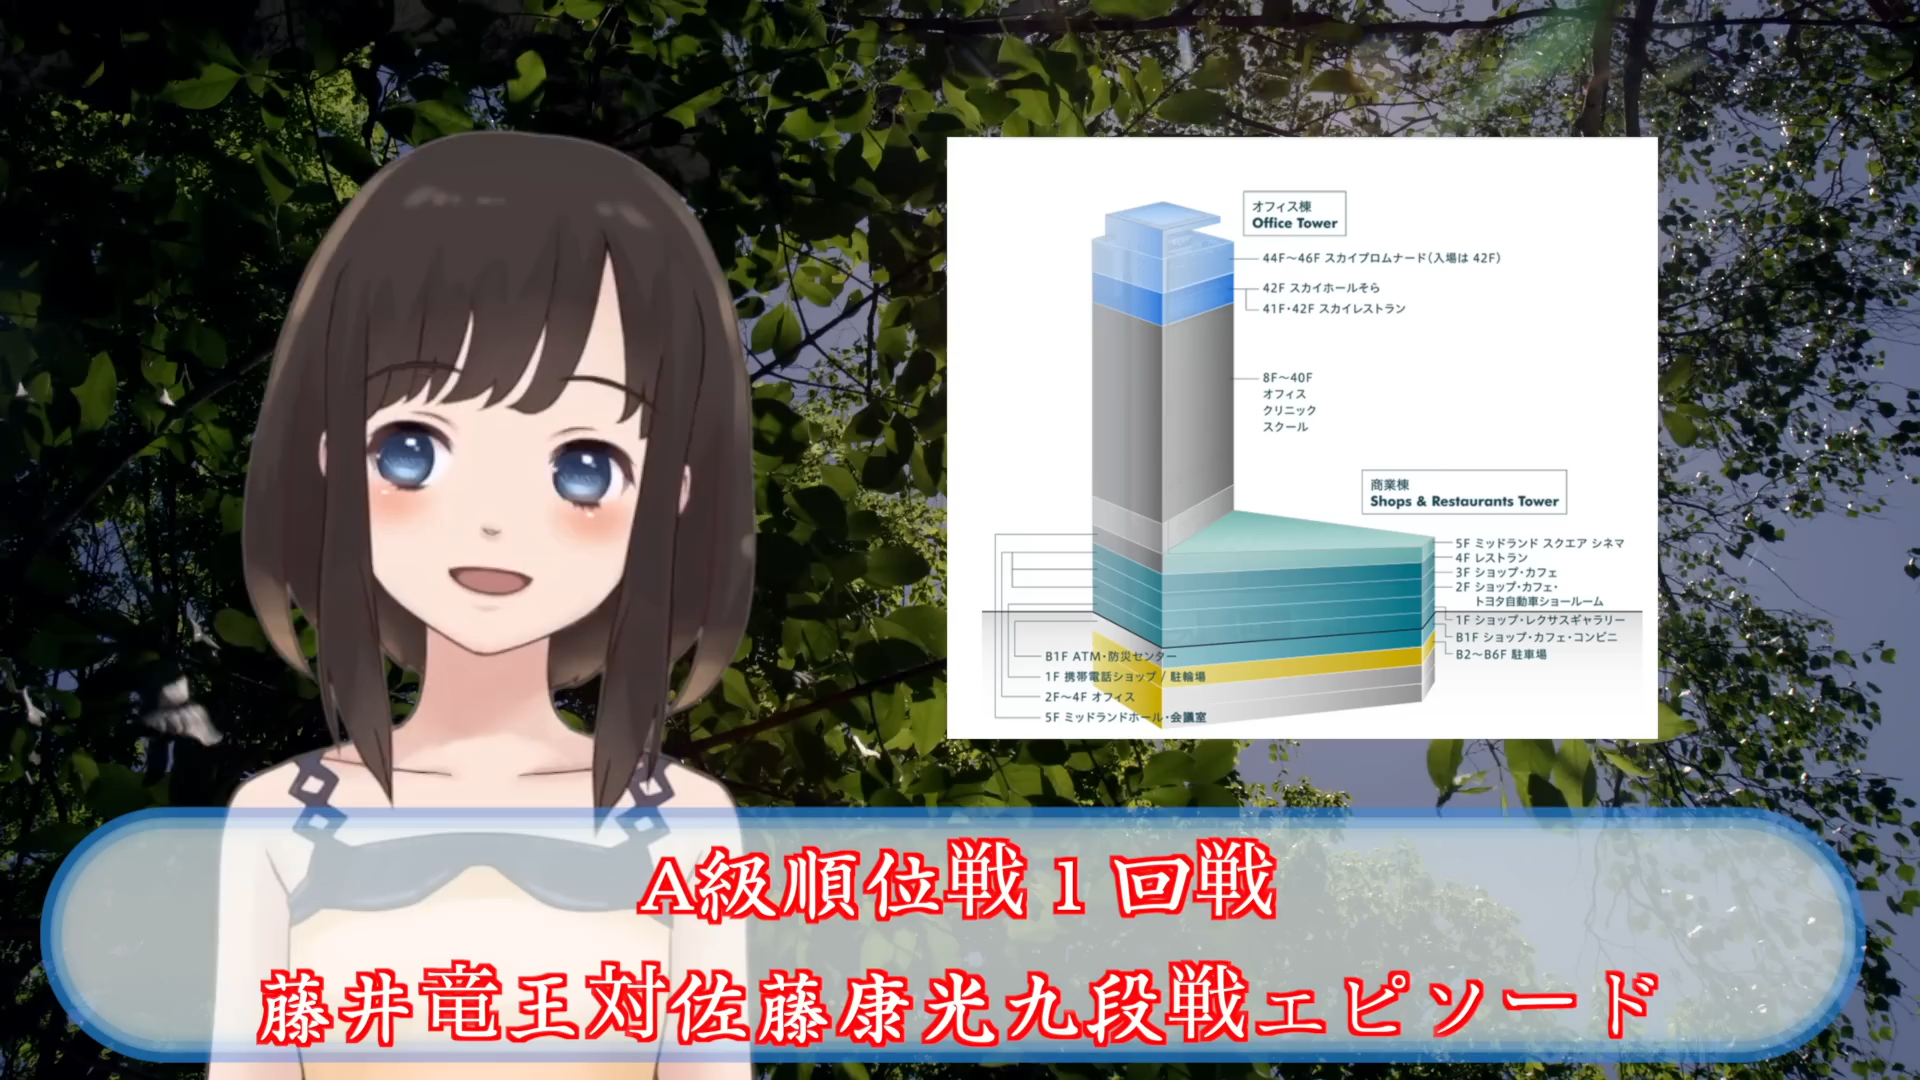 オフィス棟
Office Tower
44F～46F スカイプロムナード(入場は 42F)
42F スカイホールそら
41F・42F スカイレストラン
8F～40F
オフィス
クリニック
スクール
商業棟
Shops & Restaurants Tower
5F ミッドランド スクエア シネマ
4F レストラン
3F ショップ・カフェ
2F ショップ・カフェ・
トヨタ自動車ショールーム
1F ショップ・レクサスギャラリー
B1F ショップ・カフェ・コンビニ
B2～B6F 駐車場
B1F ATM・防災センター
1F 携帯電話ショップ / 駐輪場
2F～4F オフィス
5F ミッドランドホール・会議室
A級順位戦１回戦
藤井竜王対佐藤康光九段戦エピソード